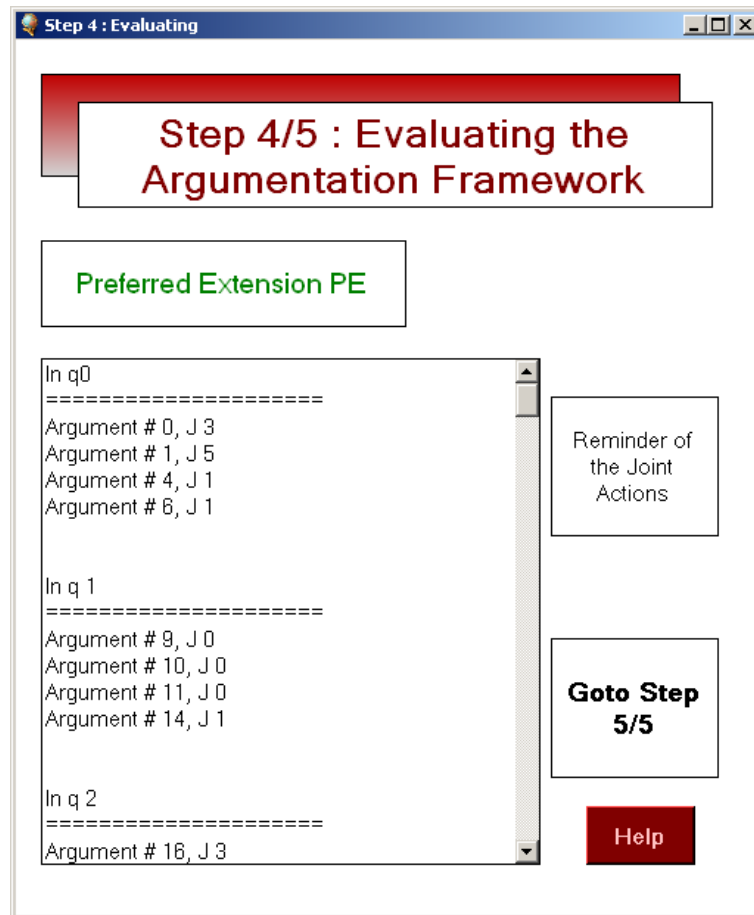 Step 4 : Evaluating
Step 4/5 : Evaluating the
Argumentation Framework
Preferred Extension PE
In q0
=====================
Argument # 0, J 3
Argument # 1, J 5
Argument # 4, J 1
Argument # 6, J 1
In q 1
=====================
Argument # 9, J 0
Argument # 10, J 0
Argument # 11, J 0
Argument # 14, J 1
In q 2
=====================
Argument # 16, J 3
Reminder of
the Joint
Actions
Goto Step
5/5
Help